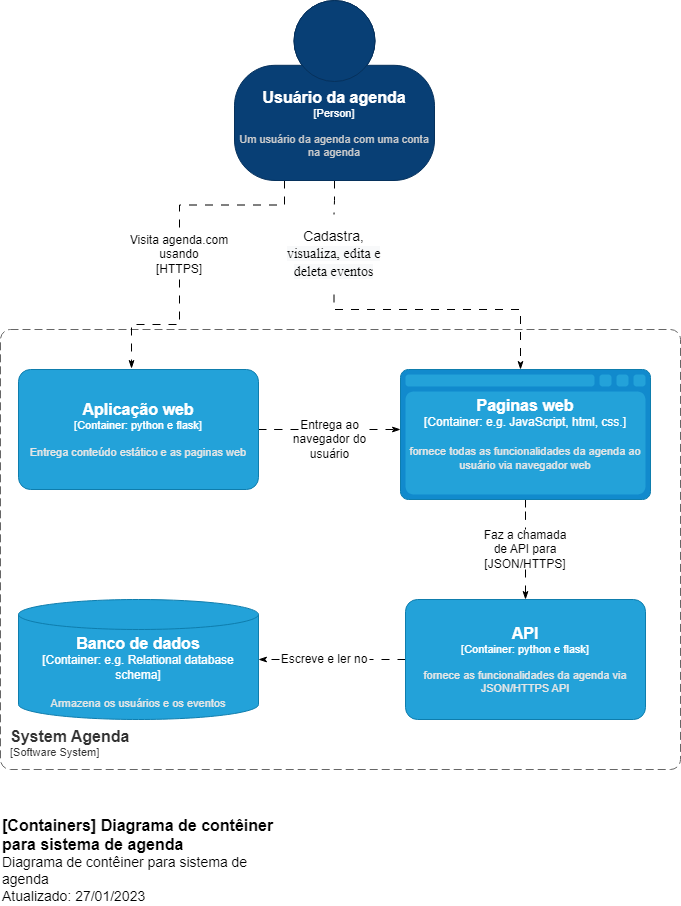 Usuário da agenda
[Person]
Um usuário da agenda com uma conta
na agenda
Visita agenda.com
usando
[HTTPS]
Cadastra,
visualiza, edita e
deleta eventos
Aplicação web
[Container: python e flask]
Entrega conteúdo estático e as paginas web
Entrega ao
navegador do
usuário
Paginas web
[Container: e.g. JavaScript, html, css.]
fornece todas as funcionalidades da agenda ao
usuário via navegador web
Faz a chamada
de API para
[JSON/HTTPS]
Banco de dados
[Container: e.g. Relational database
schema]
Armazena os usuários e os eventos
Escreve e ler no
API
[Container: python e flask]
fornece as funcionalidades da agenda via
JSON/HTTPS API
System Agenda
[Software System]
[Containers] Diagrama de contêiner
para sistema de agenda
Diagrama de contêiner para sistema de
agenda
Atualizado: 27/01/2023